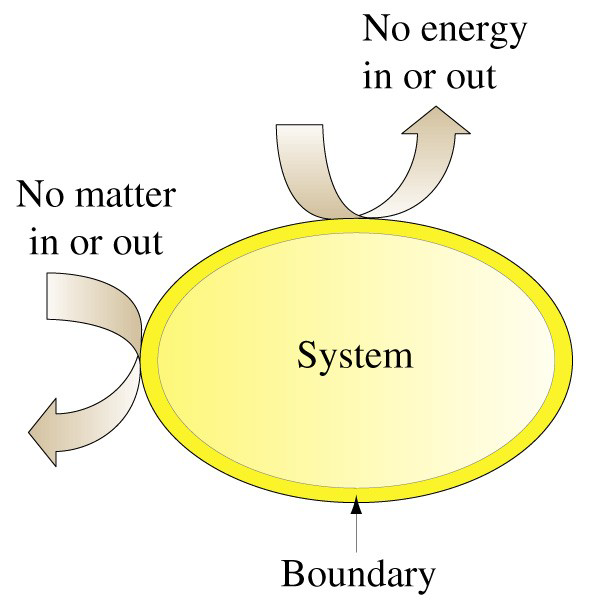 No energy
in or out
No matter
in or out
System
Boundary